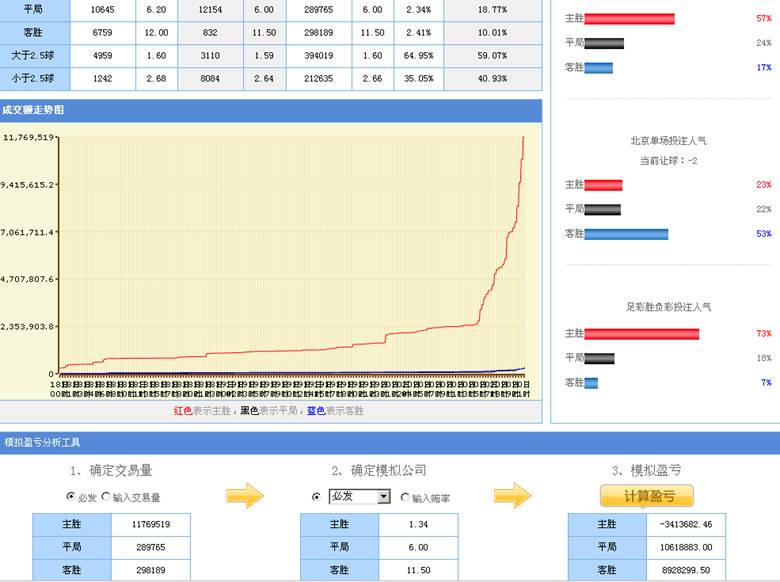 平局 10645 6.20 12154 6.00 289765 6.00 2.34% 18.77%
客胜 6759 12.00 832 11.50 298189 11.50 2.41% 10.01%
大于2.5球 4959 1.60 3110 1.59 394019 1.60 64.95% 59.07%
小于2.5球 1242 2.68 8084 2.64 212635 2.66 35.05% 40.93%
成交额走势图
11,769,519
9,415,615.2
7,061,711.4
4,707,807.6
2,353,903.8
0
红色表示主胜，黑色表示平局，蓝色表示客胜
主胜 57%
平局 24%
客胜 17%
北京单场投注人气
当前让球：-2
主胜 23%
平局 22%
客胜 53%
足彩胜负彩投注人气
主胜 73%
平局 18%
客胜 7%
模拟盈亏分析工具
1、确定交易量
必发 输入交易量
主胜 11769519
平局 289765
客胜 298189
2、确定模拟公司
必发 输入赔率
主胜 1.34
平局 6.00
客胜 11.50
3、模拟盈亏
计算盈亏
主胜 -3413682.46
平局 10618883.00
客胜 8928299.50